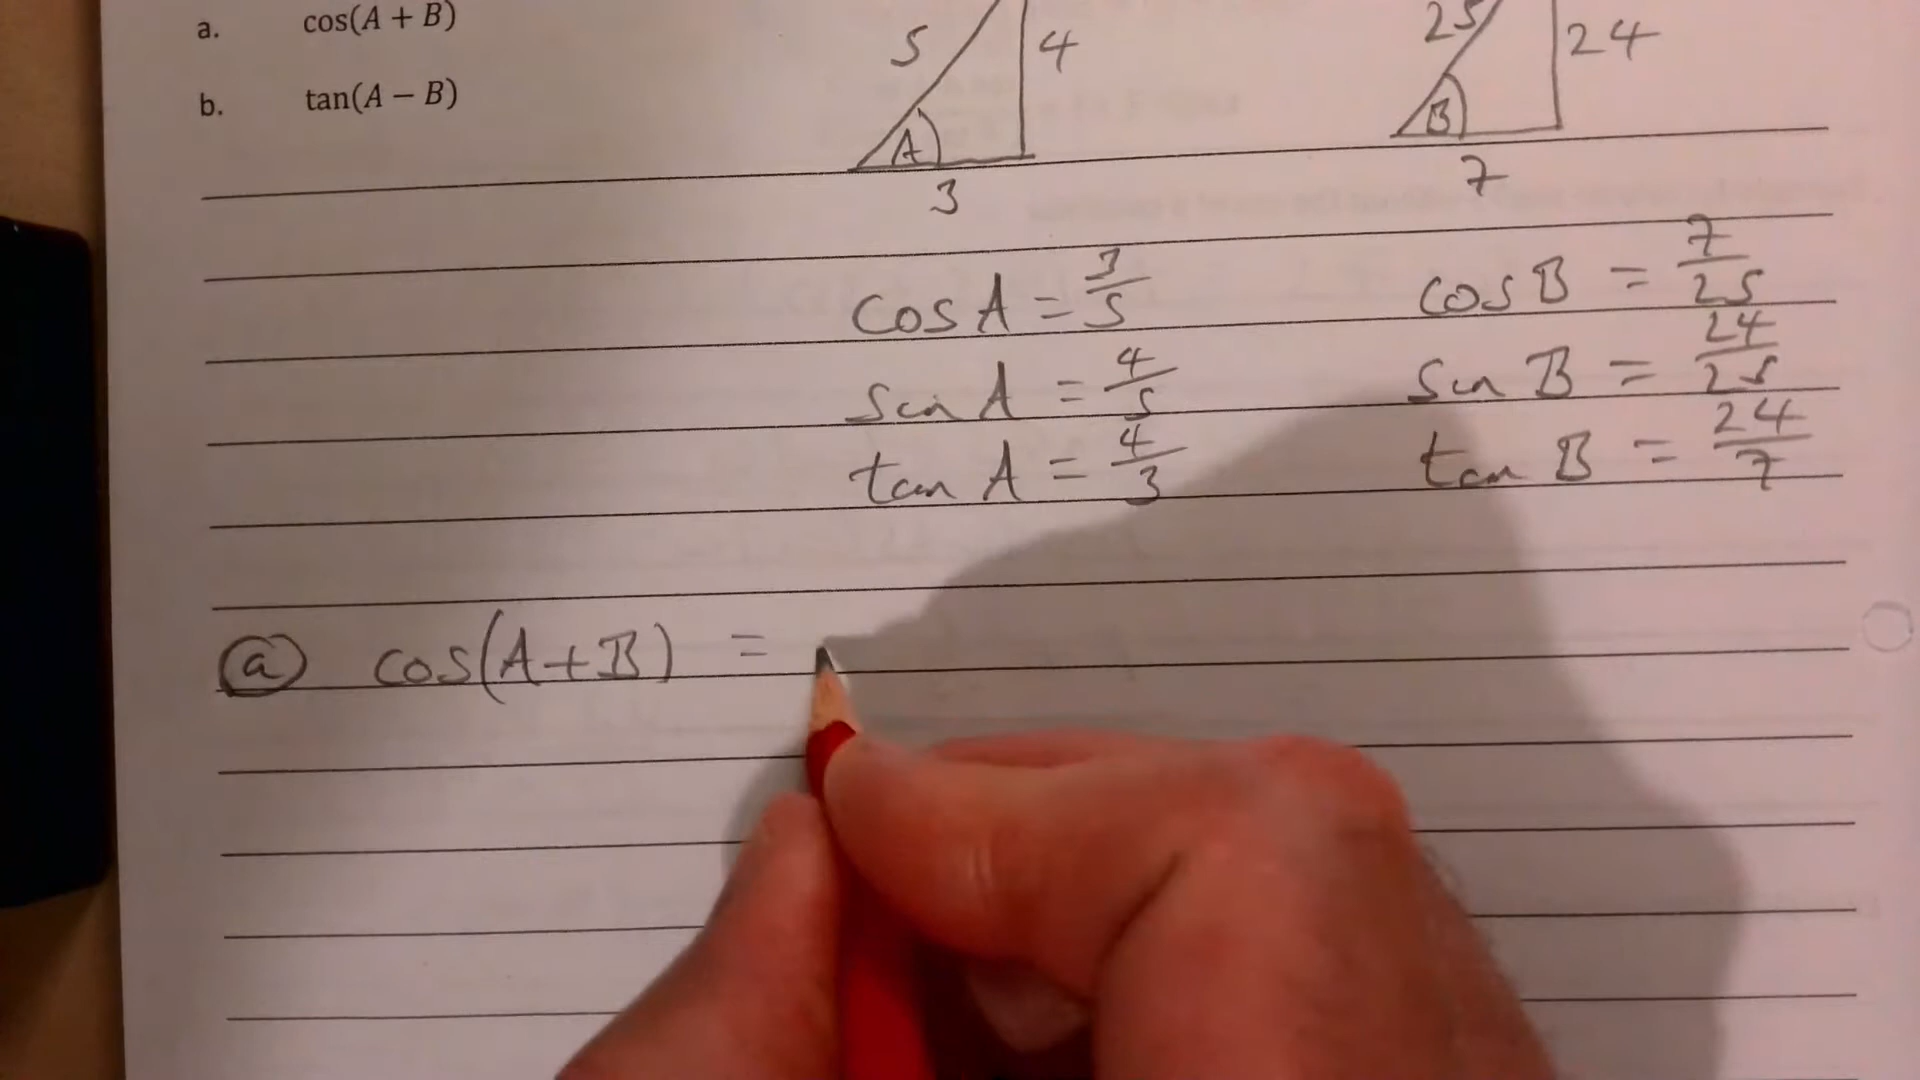 a. cos(A + B)
b. tan(A − B)
5 4
A
3
25 24
B
7
cos A = 3/5
sin A = 4/5
tan A = 4/3
cos B = 7/25
sin B = 24/25
tan B = 24/7
ⓐ cos(A+B) =